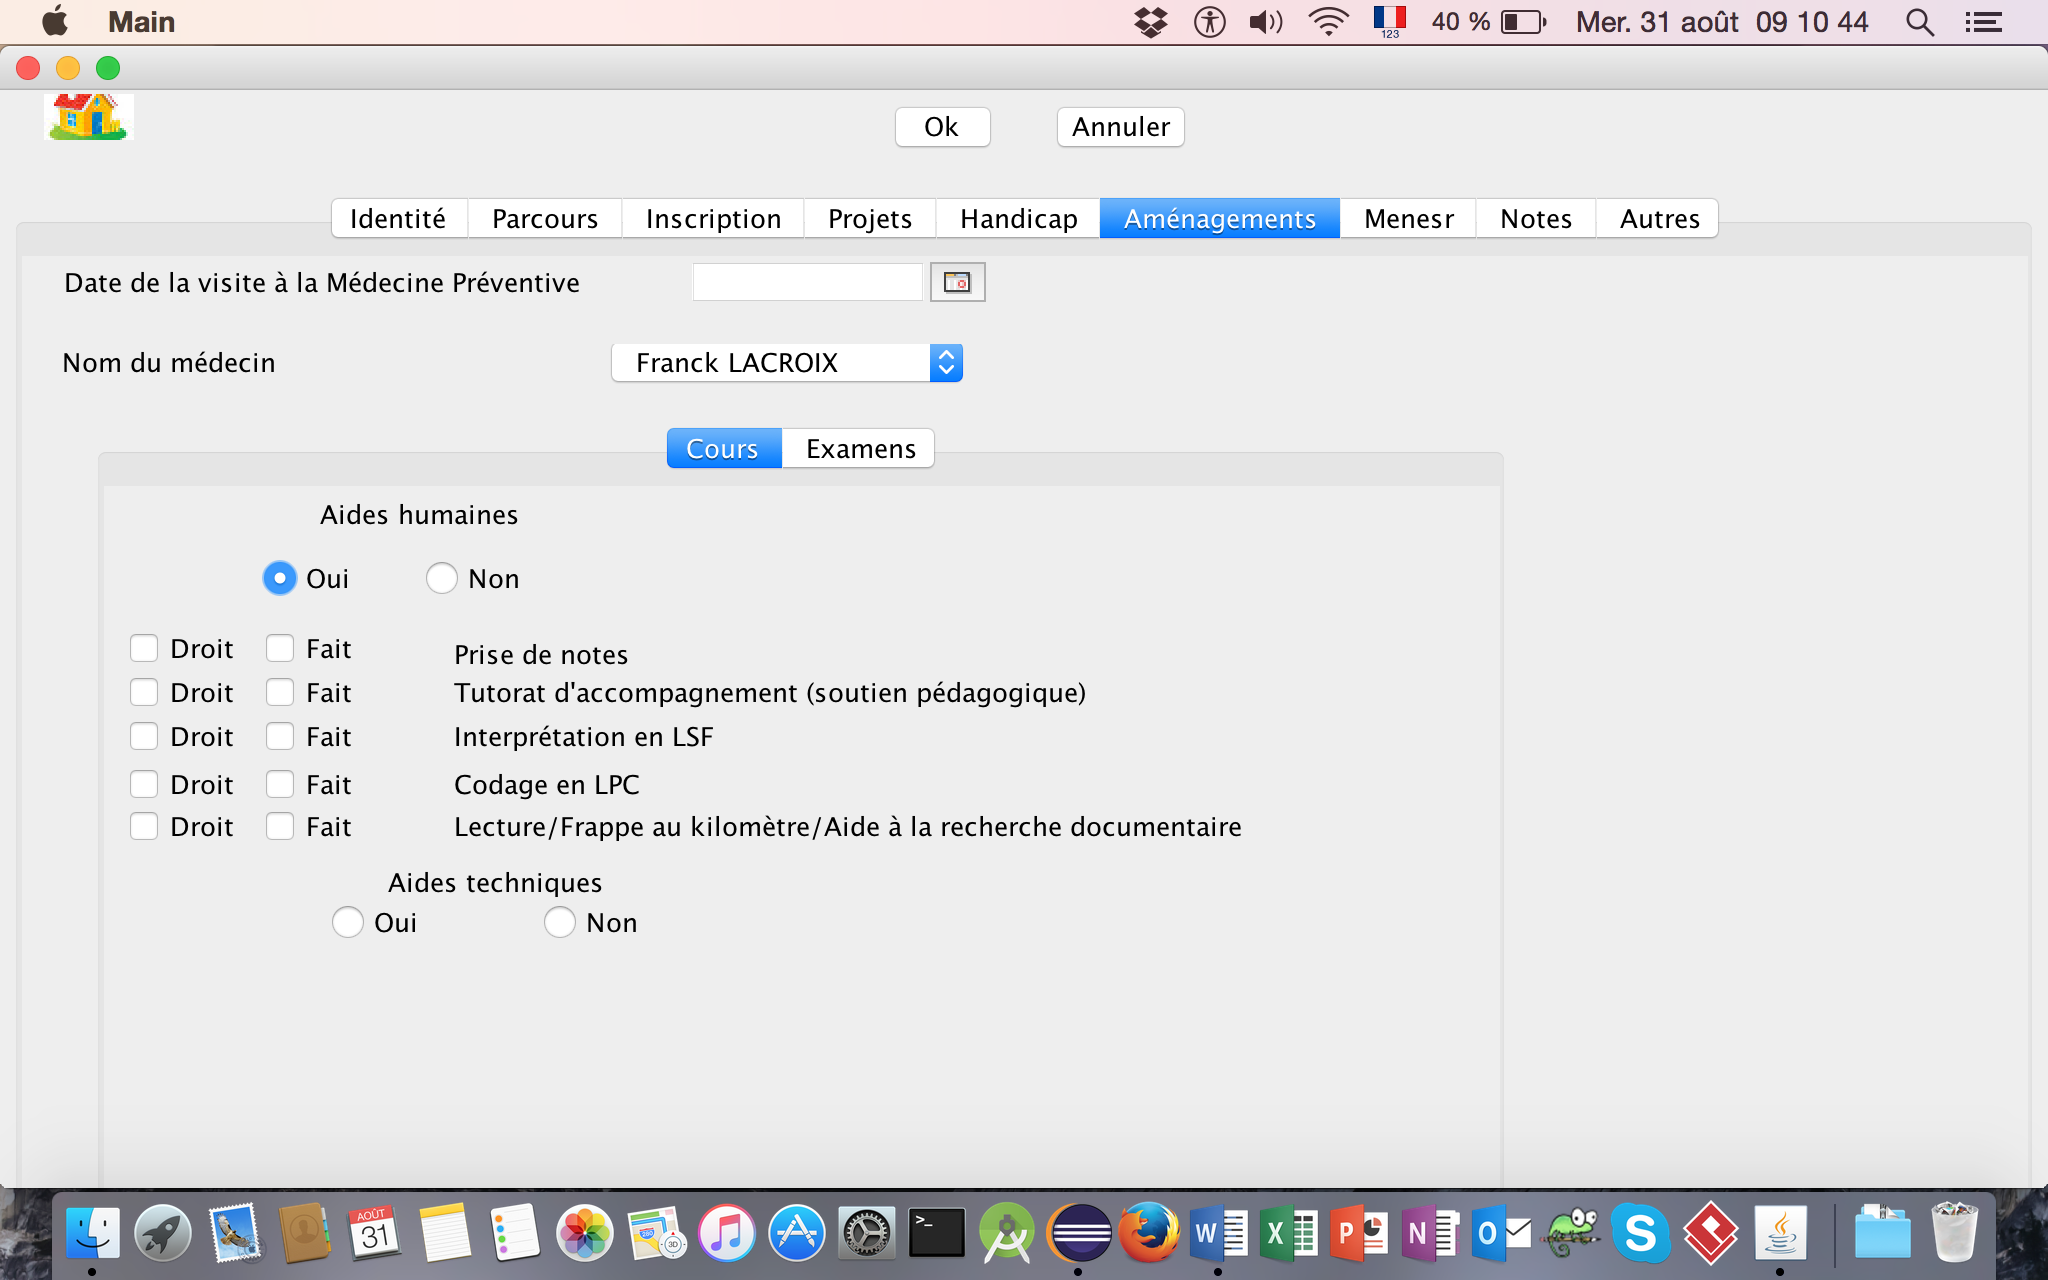 Main 123 40 % Mer. 31 août 09 10 44
Ok Annuler
Identité Parcours Inscription Projets Handicap Aménagements Menesr Notes Autres
Date de la visite à la Médecine Préventive
Nom du médecin Franck LACROIX
Cours Examens
Aides humaines
Oui Non
Droit Fait Prise de notes
Droit Fait Tutorat d'accompagnement (soutien pédagogique)
Droit Fait Interprétation en LSF
Droit Fait Codage en LPC
Droit Fait Lecture/Frappe au kilomètre/Aide à la recherche documentaire
Aides techniques
Oui Non
AOÛT
31 280 3D >_ W X P N O S